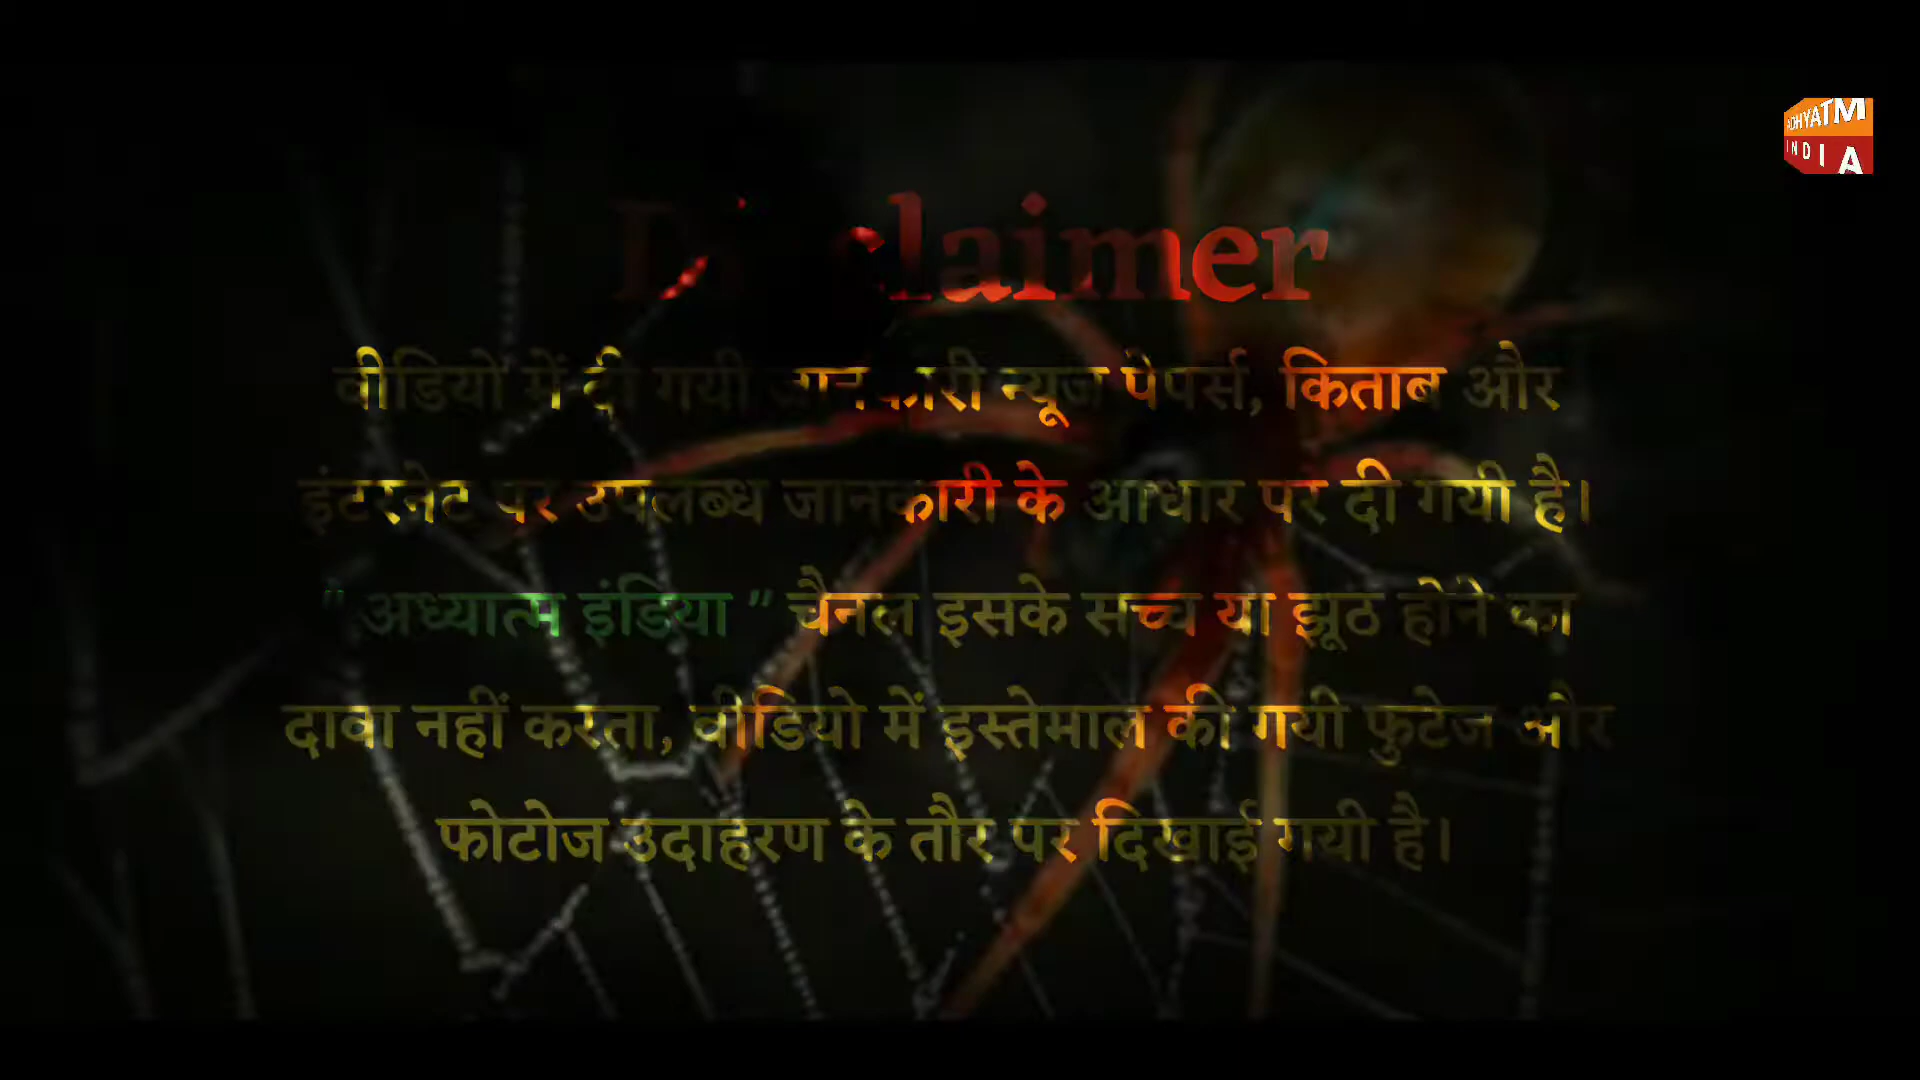 ADHYATM
INDIA
Disclaimer
वीडियो में दी गयी जानकारी न्यूज पेपर्स, किताब और
इंटरनेट पर उपलब्ध जानकारी के आधार पर दी गयी है।
" अध्यात्म इंडिया " चैनल इसके सच्च या झूठ होने का
दावा नहीं करता, वीडियो में इस्तेमाल की गयी फुटेज और
फोटोज उदाहरण के तौर पर दिखाई गयी है।